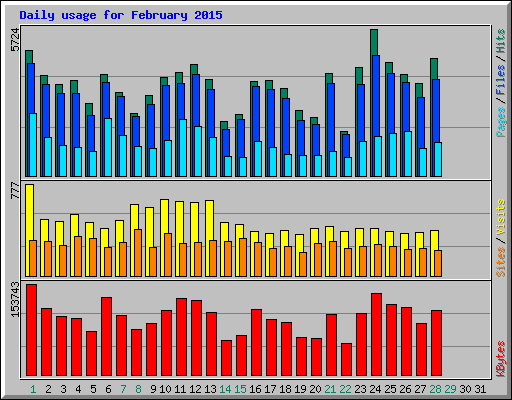 Daily usage for February 2015
5724
Pages / Files / Hits
777
Sites / Visits
153743
KBytes
1 2 3 4 5 6 7 8 9 10 11 12 13 14 15 16 17 18 19 20 21 22 23 24 25 26 27 28 29 30 31